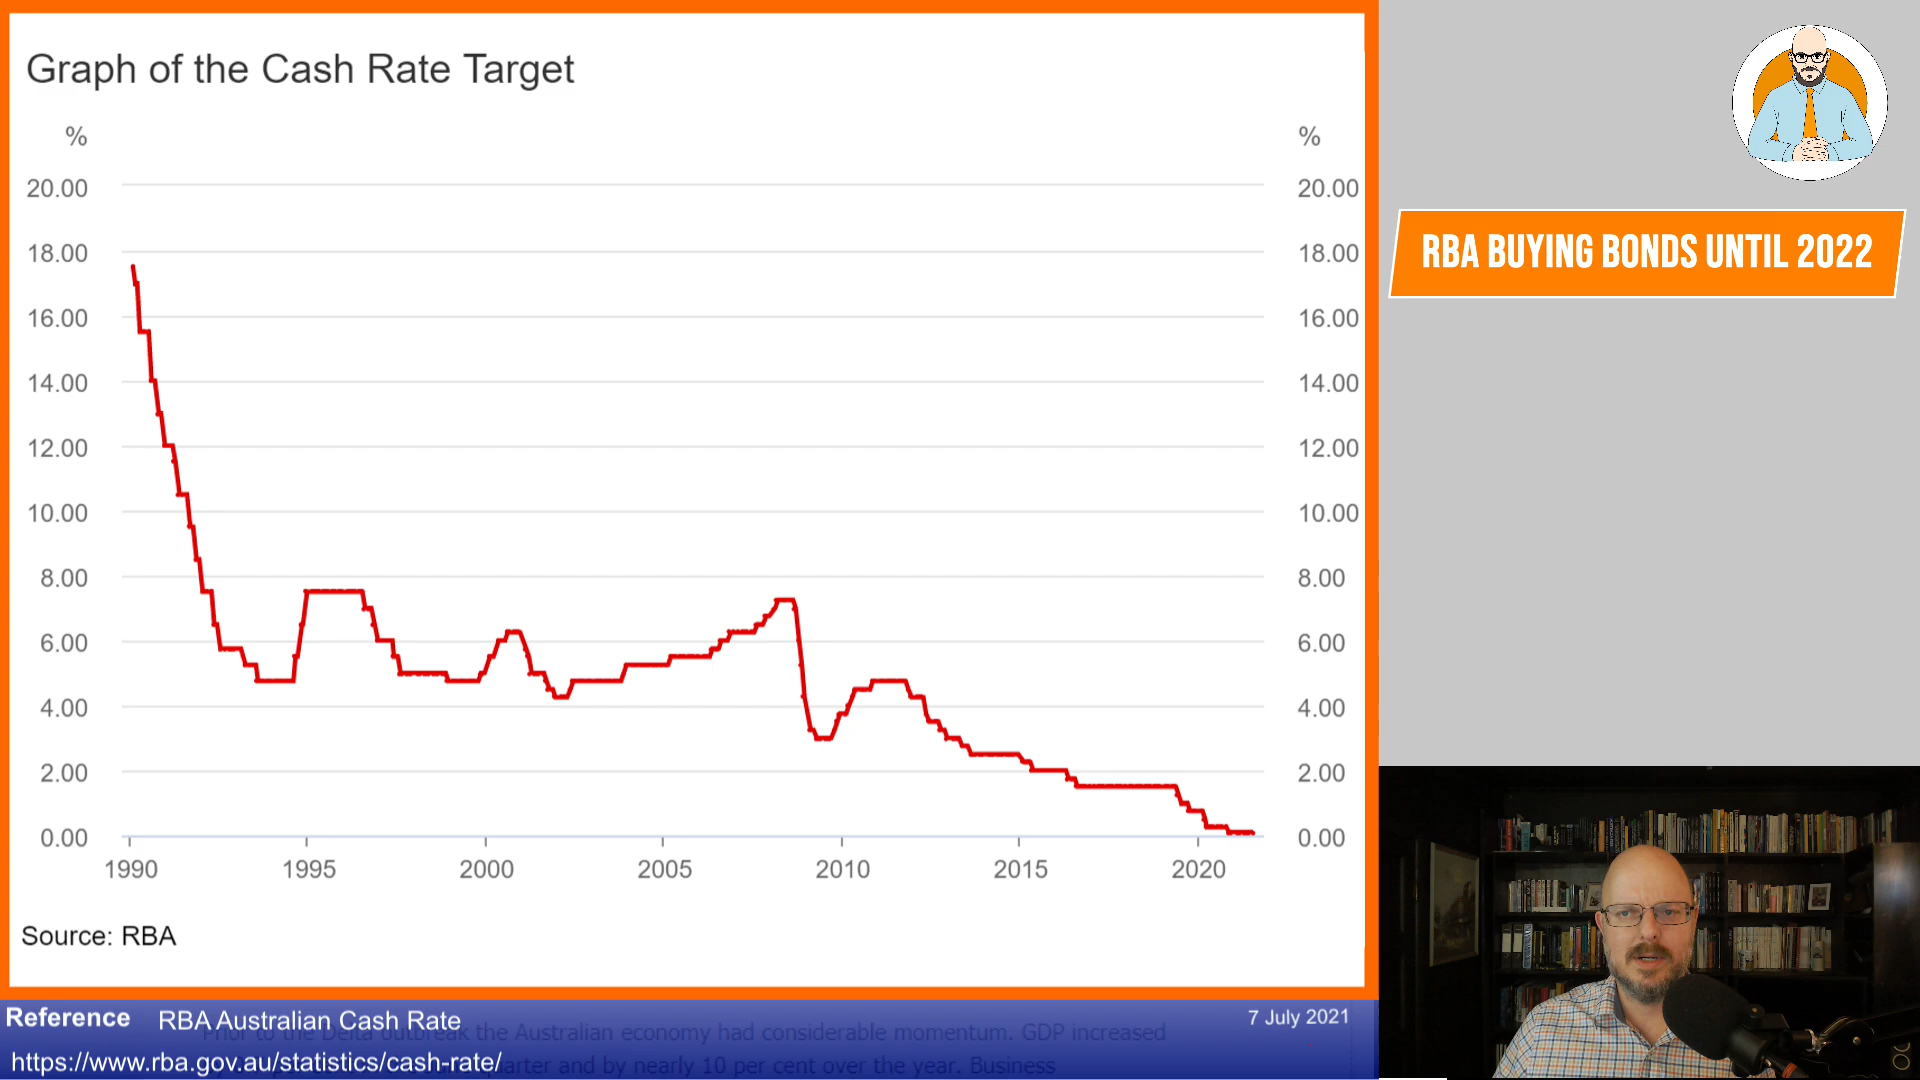 Graph of the Cash Rate Target
% %
20.00 20.00
18.00 18.00
16.00 16.00
14.00 14.00
12.00 12.00
10.00 10.00
8.00 8.00
6.00 6.00
4.00 4.00
2.00 2.00
0.00 0.00
1990 1995 2000 2005 2010 2015 2020
Source: RBA
RBA BUYING BONDS UNTIL 2022
Reference RBA Australian Cash Rate 7 July 2021
Prior to the Delta outbreak the Australian economy had considerable momentum. GDP increased
https://www.rba.gov.au/statistics/cash-rate/
and by nearly 10 per cent over the year. Business